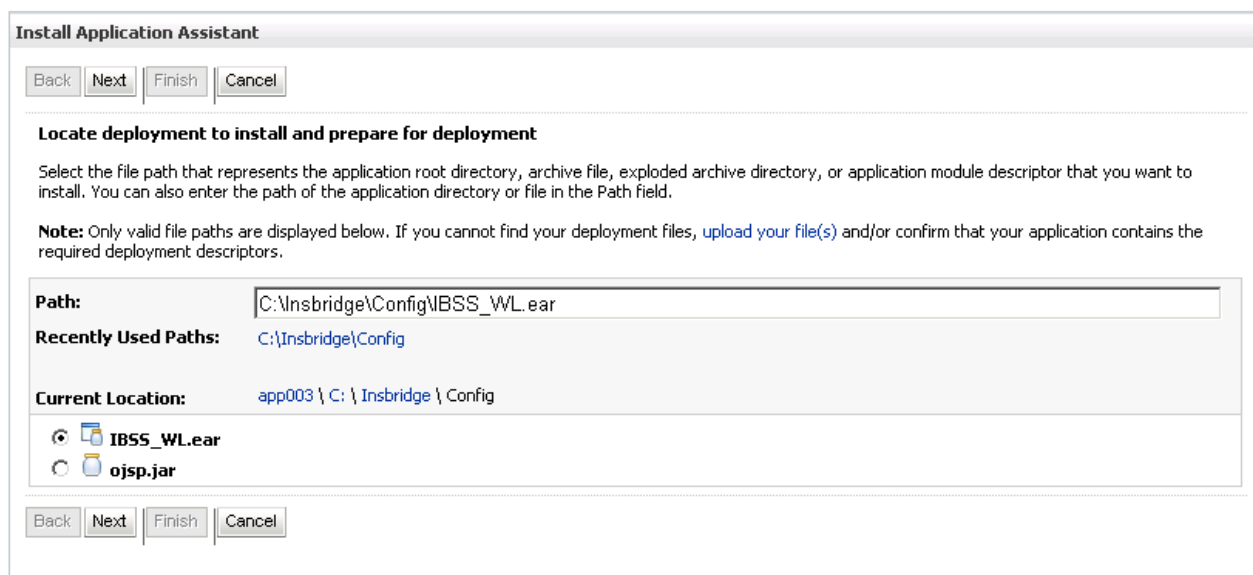 Install Application Assistant
Back Next Finish Cancel
Locate deployment to install and prepare for deployment
Select the file path that represents the application root directory, archive file, exploded archive directory, or application module descriptor that you want to
install. You can also enter the path of the application directory or file in the Path field.
Note: Only valid file paths are displayed below. If you cannot find your deployment files, upload your file(s) and/or confirm that your application contains the
required deployment descriptors.
Path: C:\Insbridge\Config\IBSS_WL.ear
Recently Used Paths: C:\Insbridge\Config
Current Location: app003 \ C: \ Insbridge \ Config
IBSS_WL.ear
ojsp.jar
Back Next Finish Cancel